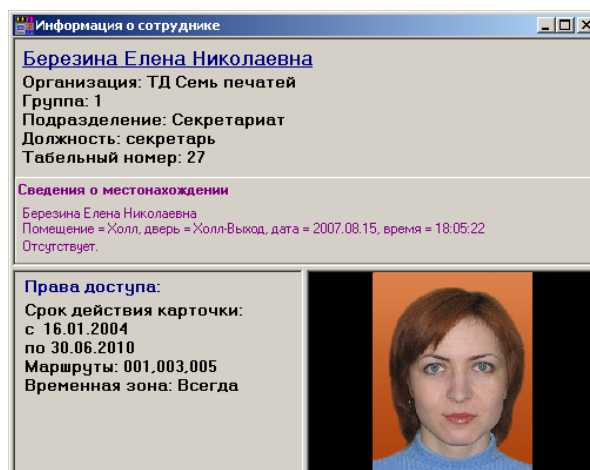 Информация о сотруднике
Березина Елена Николаевна
Организация: ТД Семь печатей
Группа: 1
Подразделение: Секретариат
Должность: секретарь
Табельный номер: 27
Сведения о местонахождении
Березина Елена Николаевна
Помещение = Холл, дверь = Холл-Выход, дата = 2007.08.15, время = 18:05:22
Отсутствует.
Права доступа:
Срок действия карточки:
с 16.01.2004
по 30.06.2010
Маршруты: 001,003,005
Временная зона: Всегда